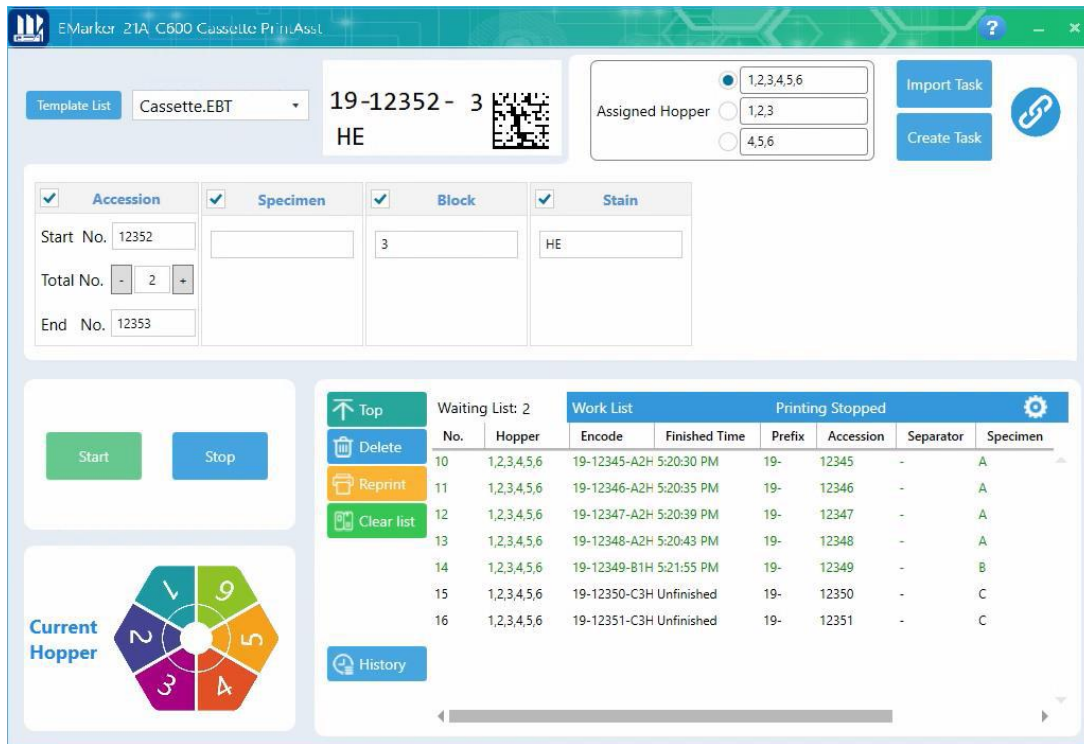 EMarker 21A C600 Cassette PrintAsst
?
Template List
Cassette.EBT
19-12352- 3
HE
Assigned Hopper
1,2,3,4,5,6
1,2,3
4,5,6
Import Task
Create Task
Accession
Specimen
Block
Stain
Start No. 12352
3
HE
Total No. - 2 +
End No. 12353
Start
Stop
Current
Hopper
1
6
2
5
3
4
Top
Delete
Reprint
Clear list
History
Waiting List: 2
Work List
Printing Stopped
No. Hopper Encode Finished Time Prefix Accession Separator Specimen
10 1,2,3,4,5,6 19-12345-A2H 5:20:30 PM 19- 12345 - A
11 1,2,3,4,5,6 19-12346-A2H 5:20:35 PM 19- 12346 - A
12 1,2,3,4,5,6 19-12347-A2H 5:20:39 PM 19- 12347 - A
13 1,2,3,4,5,6 19-12348-A2H 5:20:43 PM 19- 12348 - A
14 1,2,3,4,5,6 19-12349-B1H 5:21:55 PM 19- 12349 - B
15 1,2,3,4,5,6 19-12350-C3H Unfinished 19- 12350 - C
16 1,2,3,4,5,6 19-12351-C3H Unfinished 19- 12351 - C